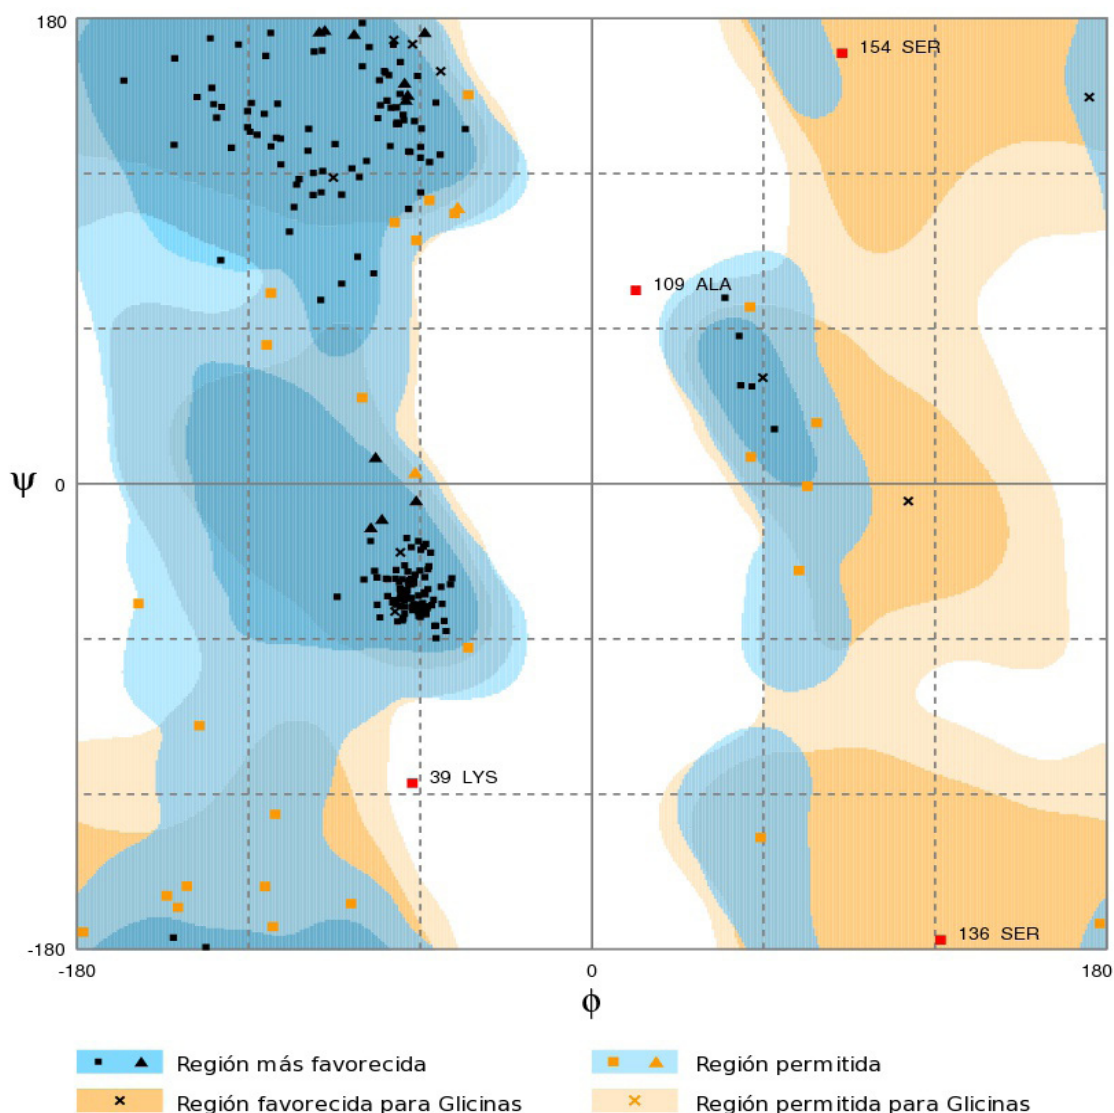 180
154 SER
109 ALA
ψ
0
39 LYS
136 SER
-180
-180
0
180
ϕ
Región más favorecida
Región permitida
Región favorecida para Glicinas
Región permitida para Glicinas